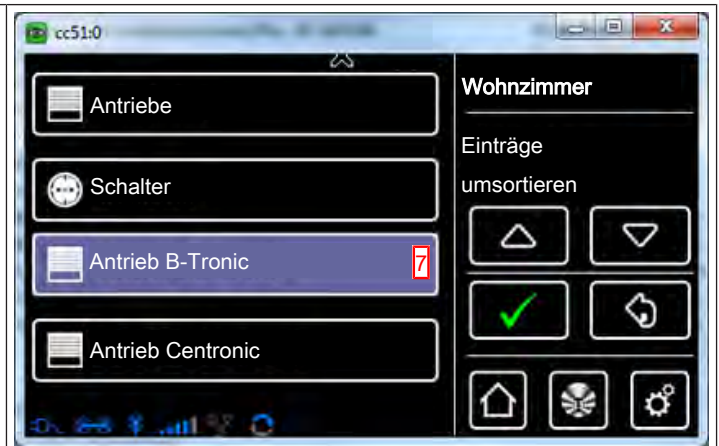 cc51:0
Antriebe
Schalter
Antrieb B-Tronic
7
Antrieb Centronic
Wohnzimmer
Einträge
umsortieren